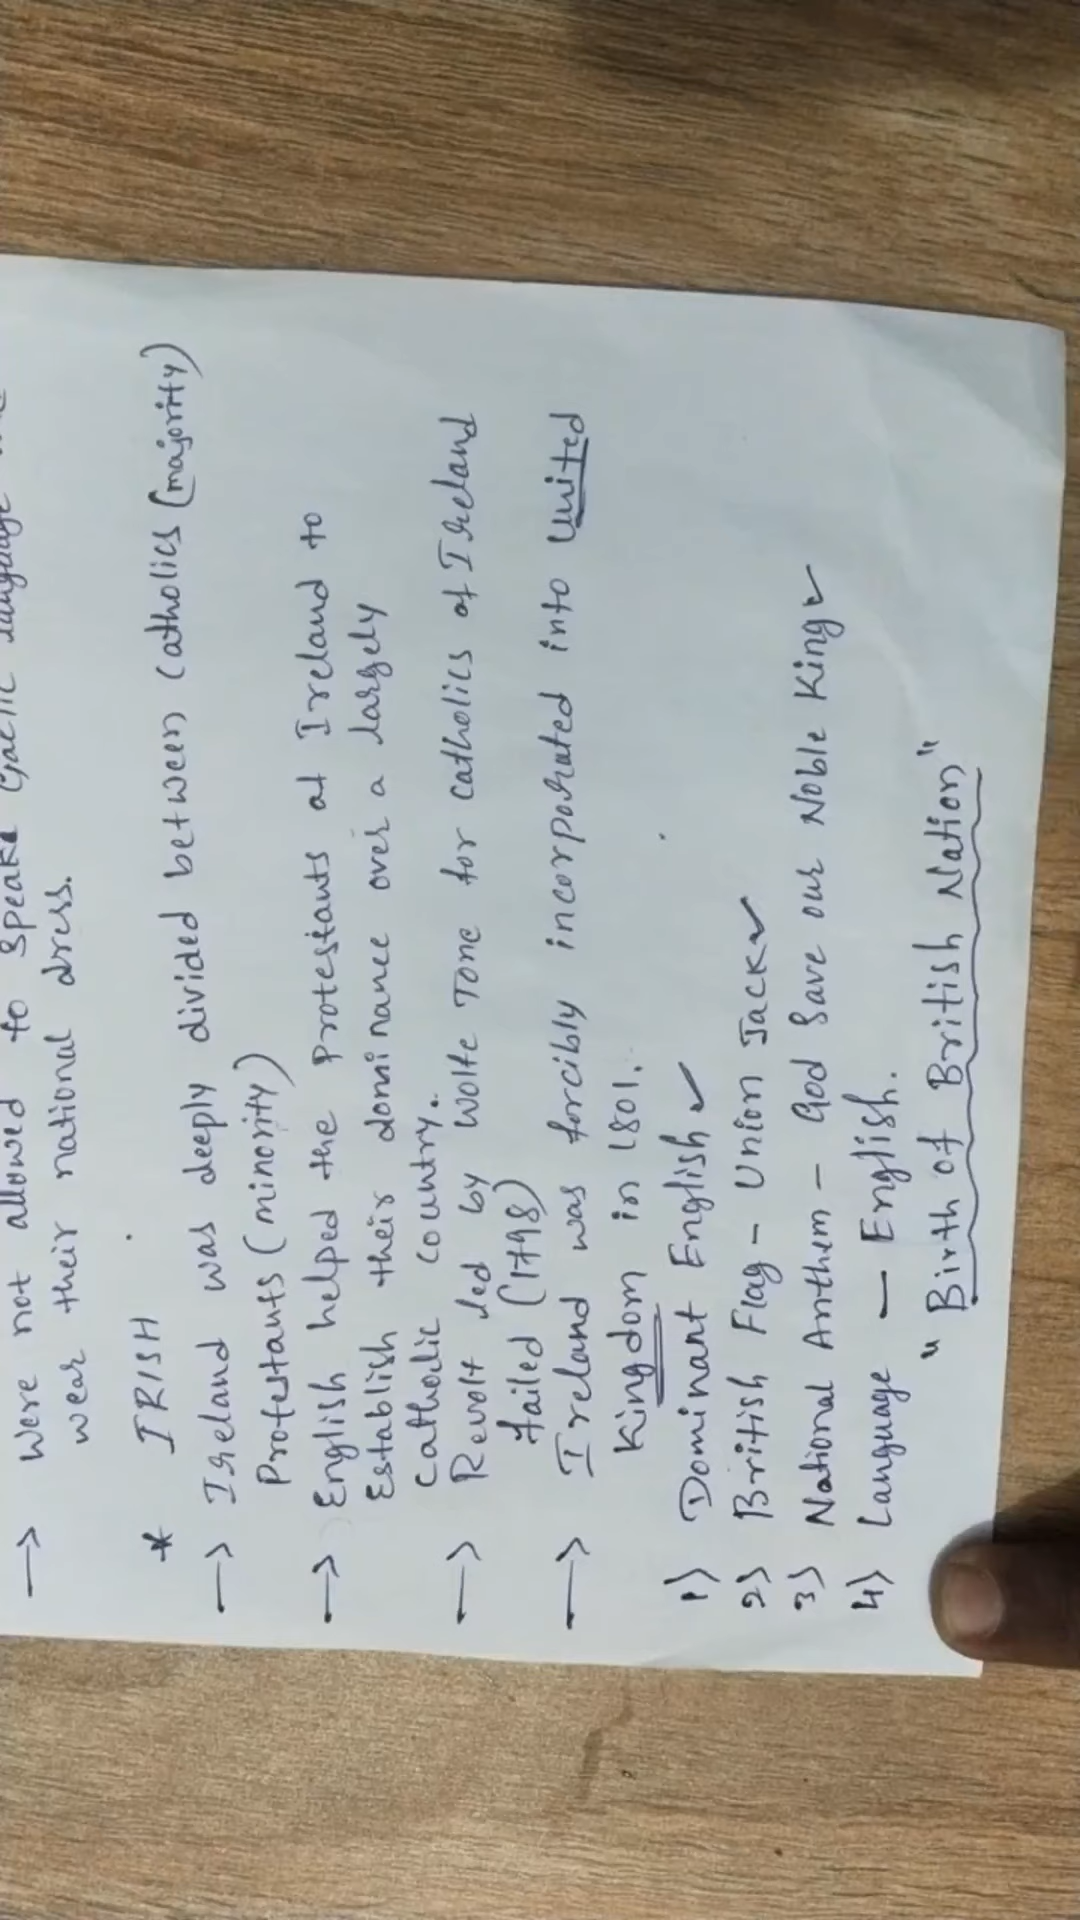 → were not allowed to speak Gaelic language
wear their national dress.
* IRISH
→ Ireland was deeply divided between Catholics (majority)
Protestants (minority)
→ English helped the Protestants of Ireland to
Establish their dominance over a largely
Catholic country.
→ Revolt led by Wolfe Tone for catholics of Ireland
failed (1798)
→ Ireland was forcibly incorporated into United
Kingdom in 1801.
1) Dominant English ✓
2) British Flag - Union Jack ✓
3) National Anthem - God Save our Noble King ✓
4) Language - English.
"Birth of British Nation"